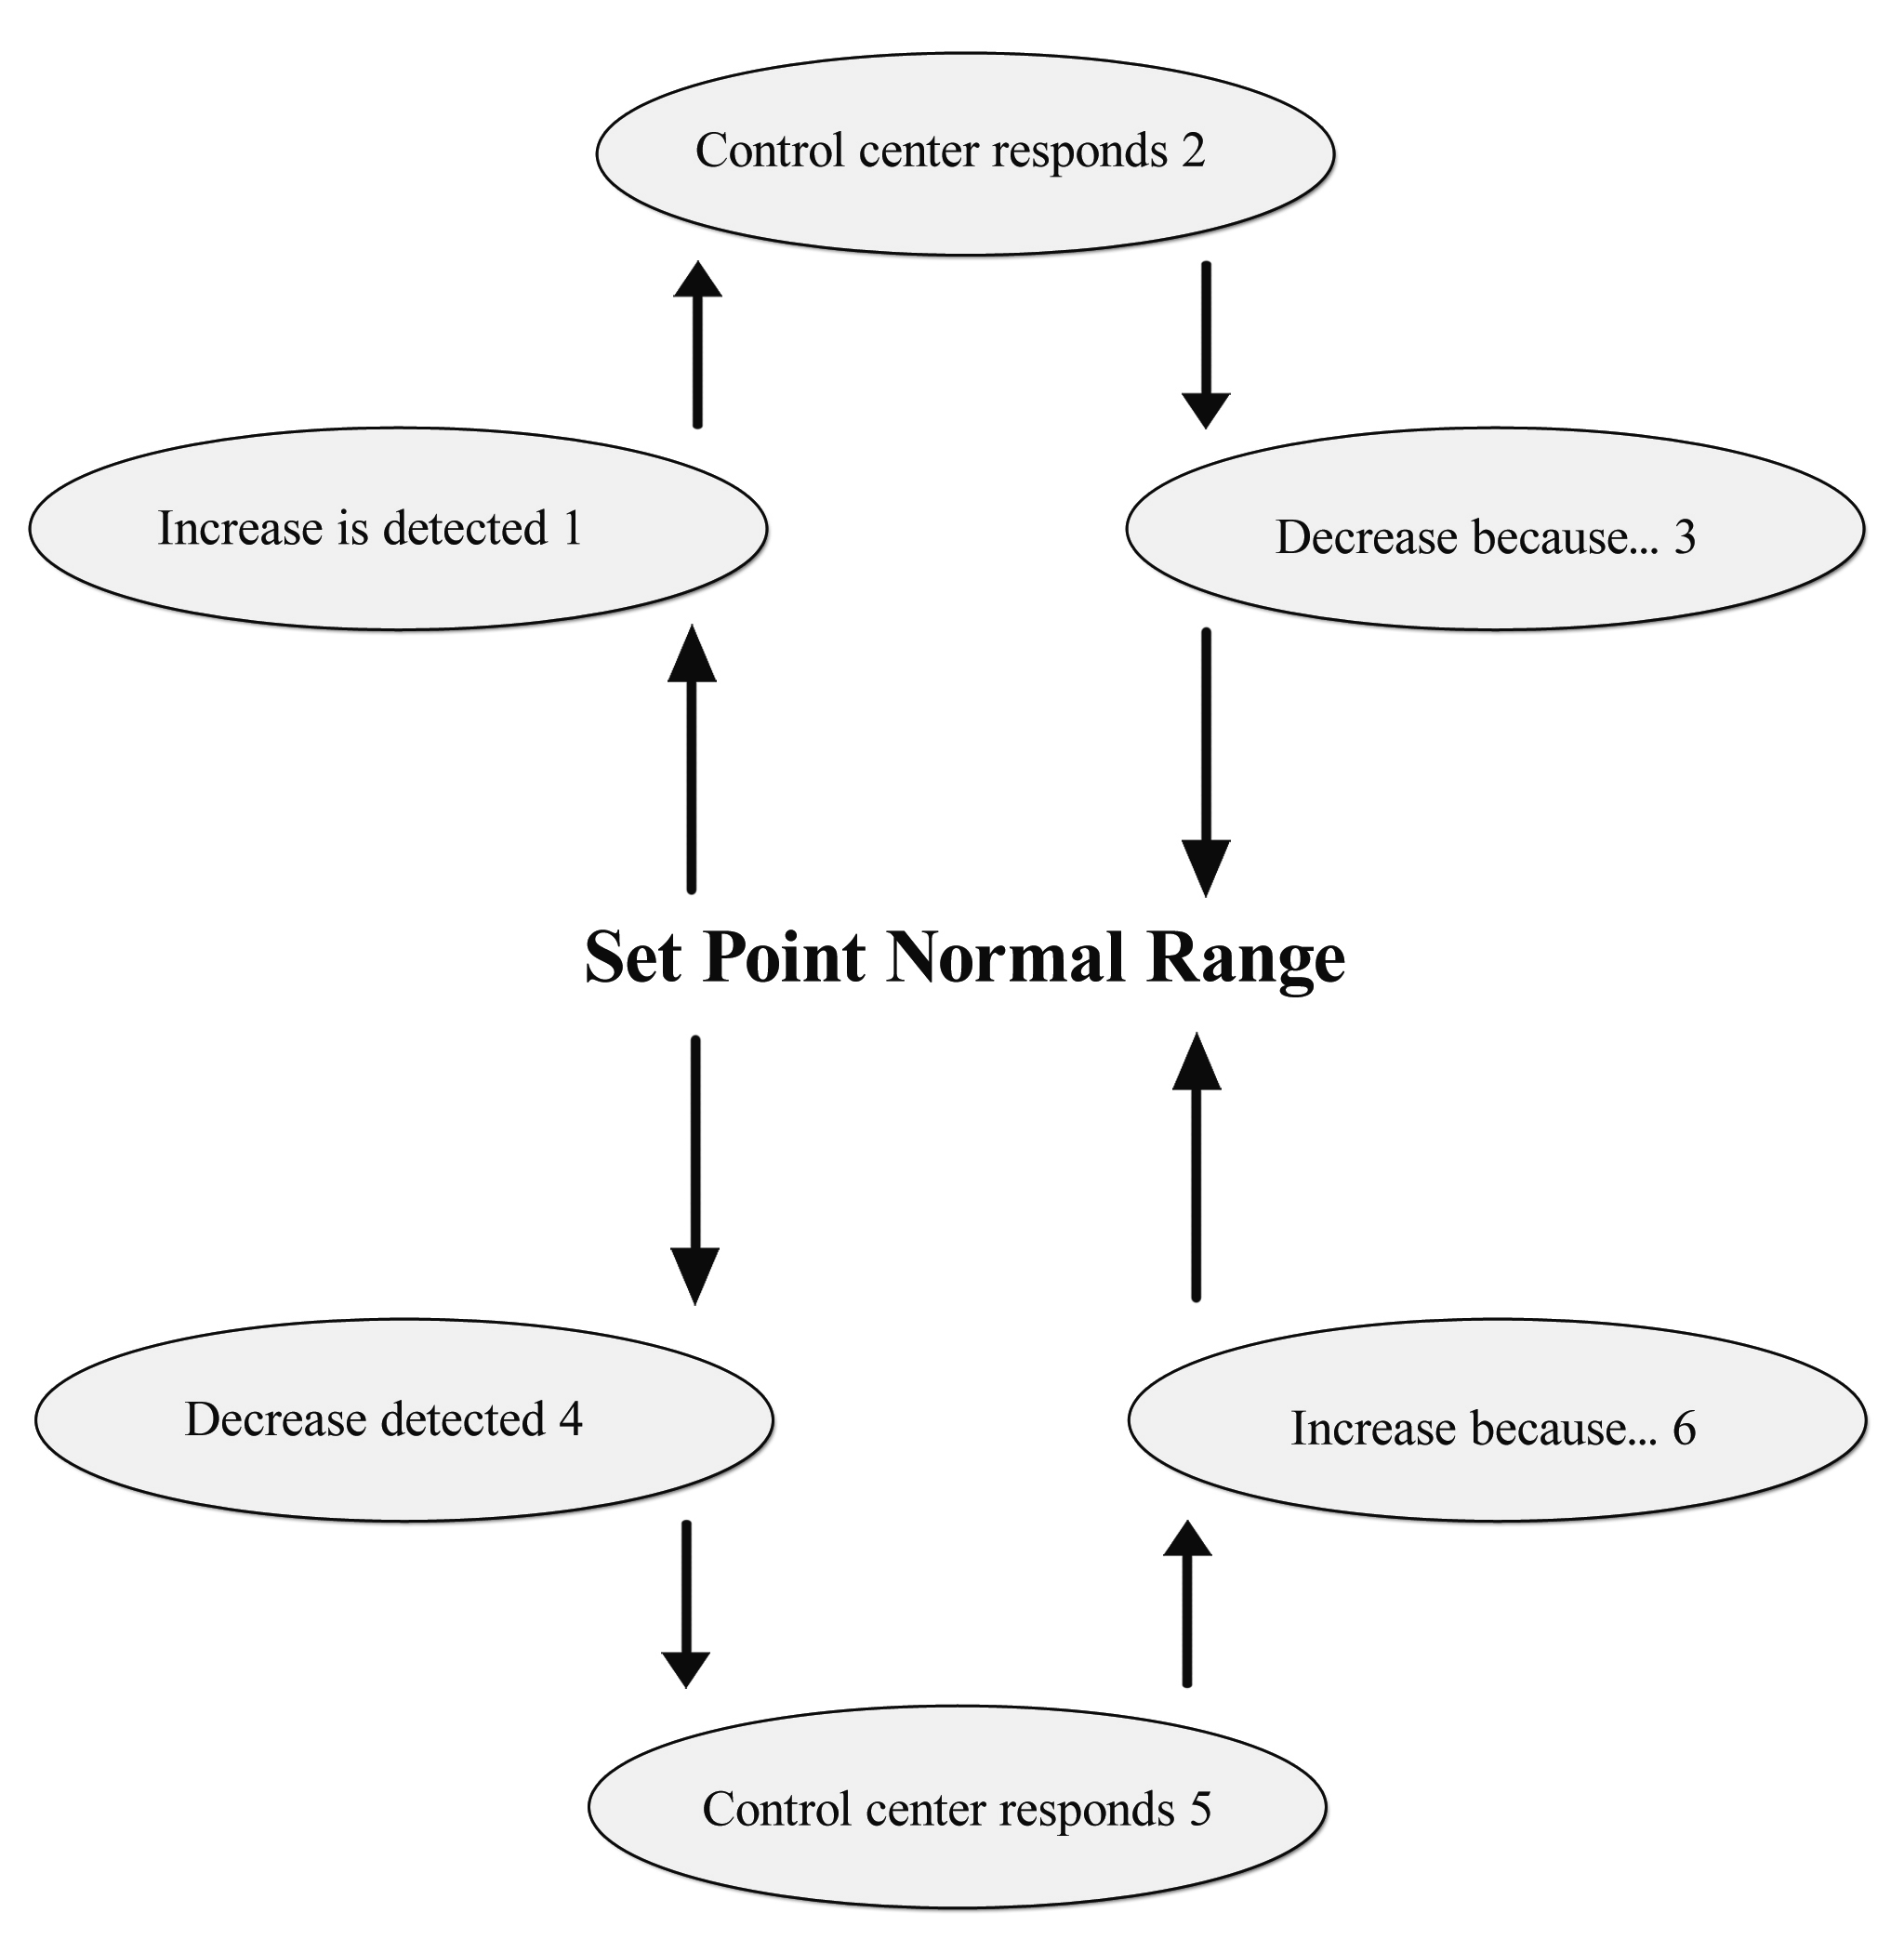 Control center responds 2
Increase is detected 1
Decrease because... 3
Set Point Normal Range
Decrease detected 4
Increase because... 6
Control center responds 5